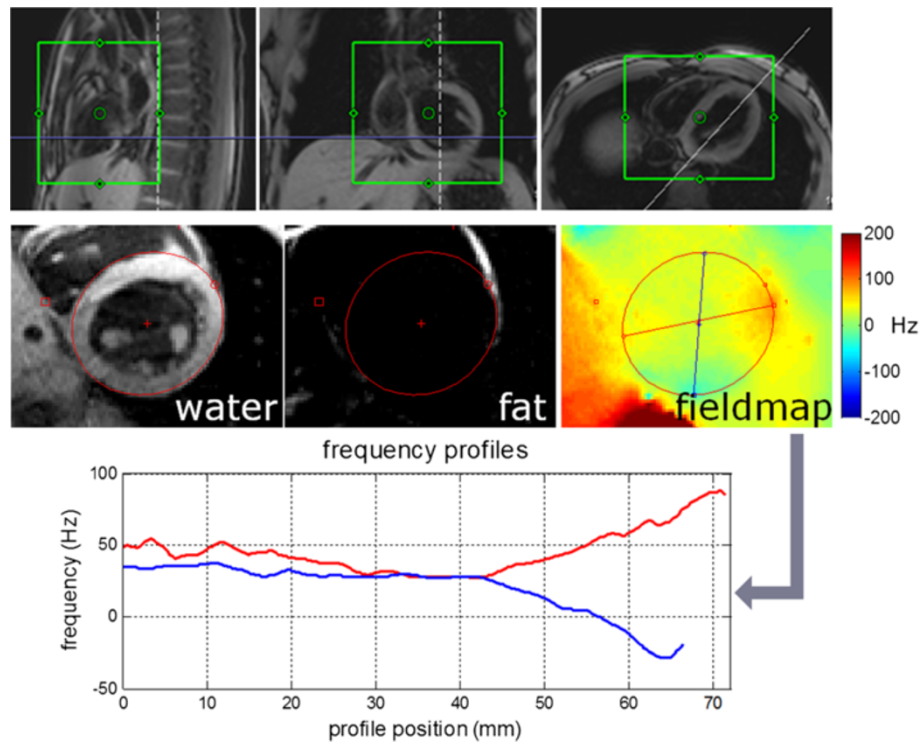 200
100
water
fat
fieldmap
0
Hz
-100
-200
frequency profiles
100
50
0
-50
frequency (Hz)
0
10
20
30
40
50
60
70
profile position (mm)